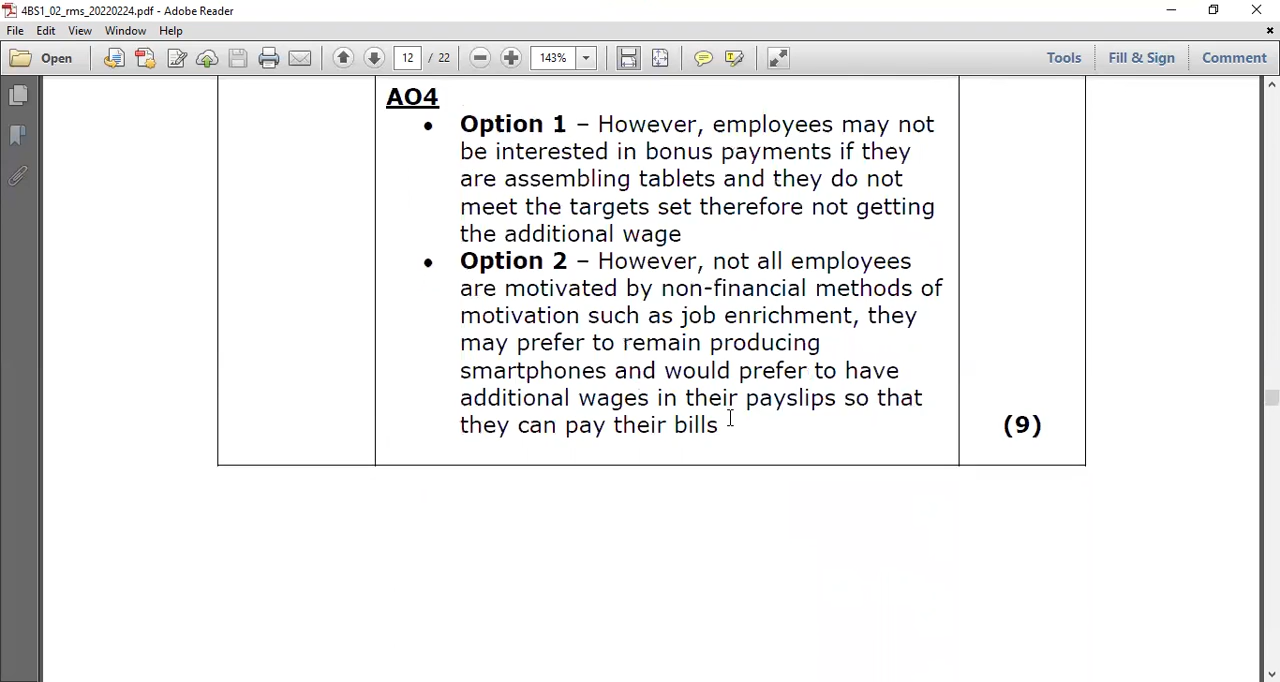 4BS1_02_rms_20220224.pdf - Adobe Reader
File Edit View Window Help
Open 12 / 22 143% Tools Fill & Sign Comment
AO4
• Option 1 – However, employees may not
be interested in bonus payments if they
are assembling tablets and they do not
meet the targets set therefore not getting
the additional wage
• Option 2 – However, not all employees
are motivated by non-financial methods of
motivation such as job enrichment, they
may prefer to remain producing
smartphones and would prefer to have
additional wages in their payslips so that
they can pay their bills
(9)